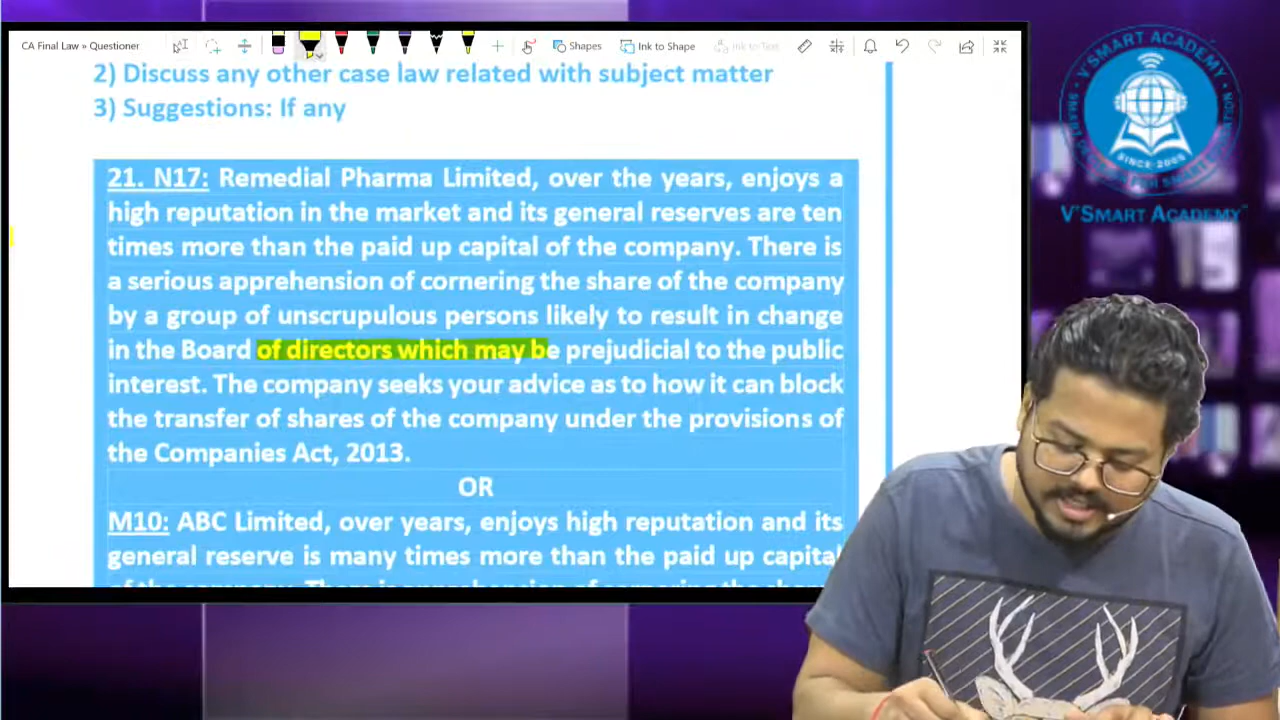 CA Final Law » Questioner
Shapes
Ink to Shape
Ink to Text
2) Discuss any other case law related with subject matter
3) Suggestions: If any
21. N17: Remedial Pharma Limited, over the years, enjoys a
high reputation in the market and its general reserves are ten
times more than the paid up capital of the company. There is
a serious apprehension of cornering the share of the company
by a group of unscrupulous persons likely to result in change
in the Board of directors which may be prejudicial to the public
interest. The company seeks your advice as to how it can block
the transfer of shares of the company under the provisions of
the Companies Act, 2013.
OR
M10: ABC Limited, over years, enjoys high reputation and its
general reserve is many times more than the paid up capital
V'SMART ACADEMY
SINCE-2005
V'SMART ACADEMY